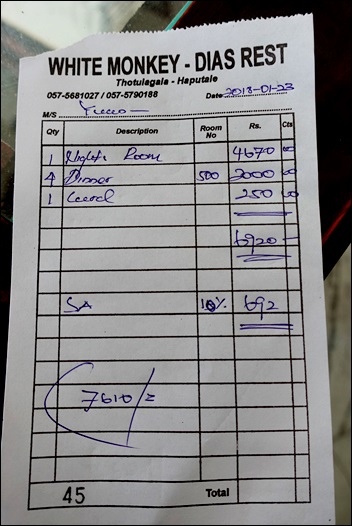 WHITE MONKEY - DIAS REST
Thotulagala - Haputale
057-5681027 / 057-5790188 Date 2018-01-23
M/S
Qty Description Room No Rs. Cts
1 Night Room 4670 00
4 Dinner 500 2000 00
1 250 00
6920 -
SA 10% 692
7610/=
45 Total